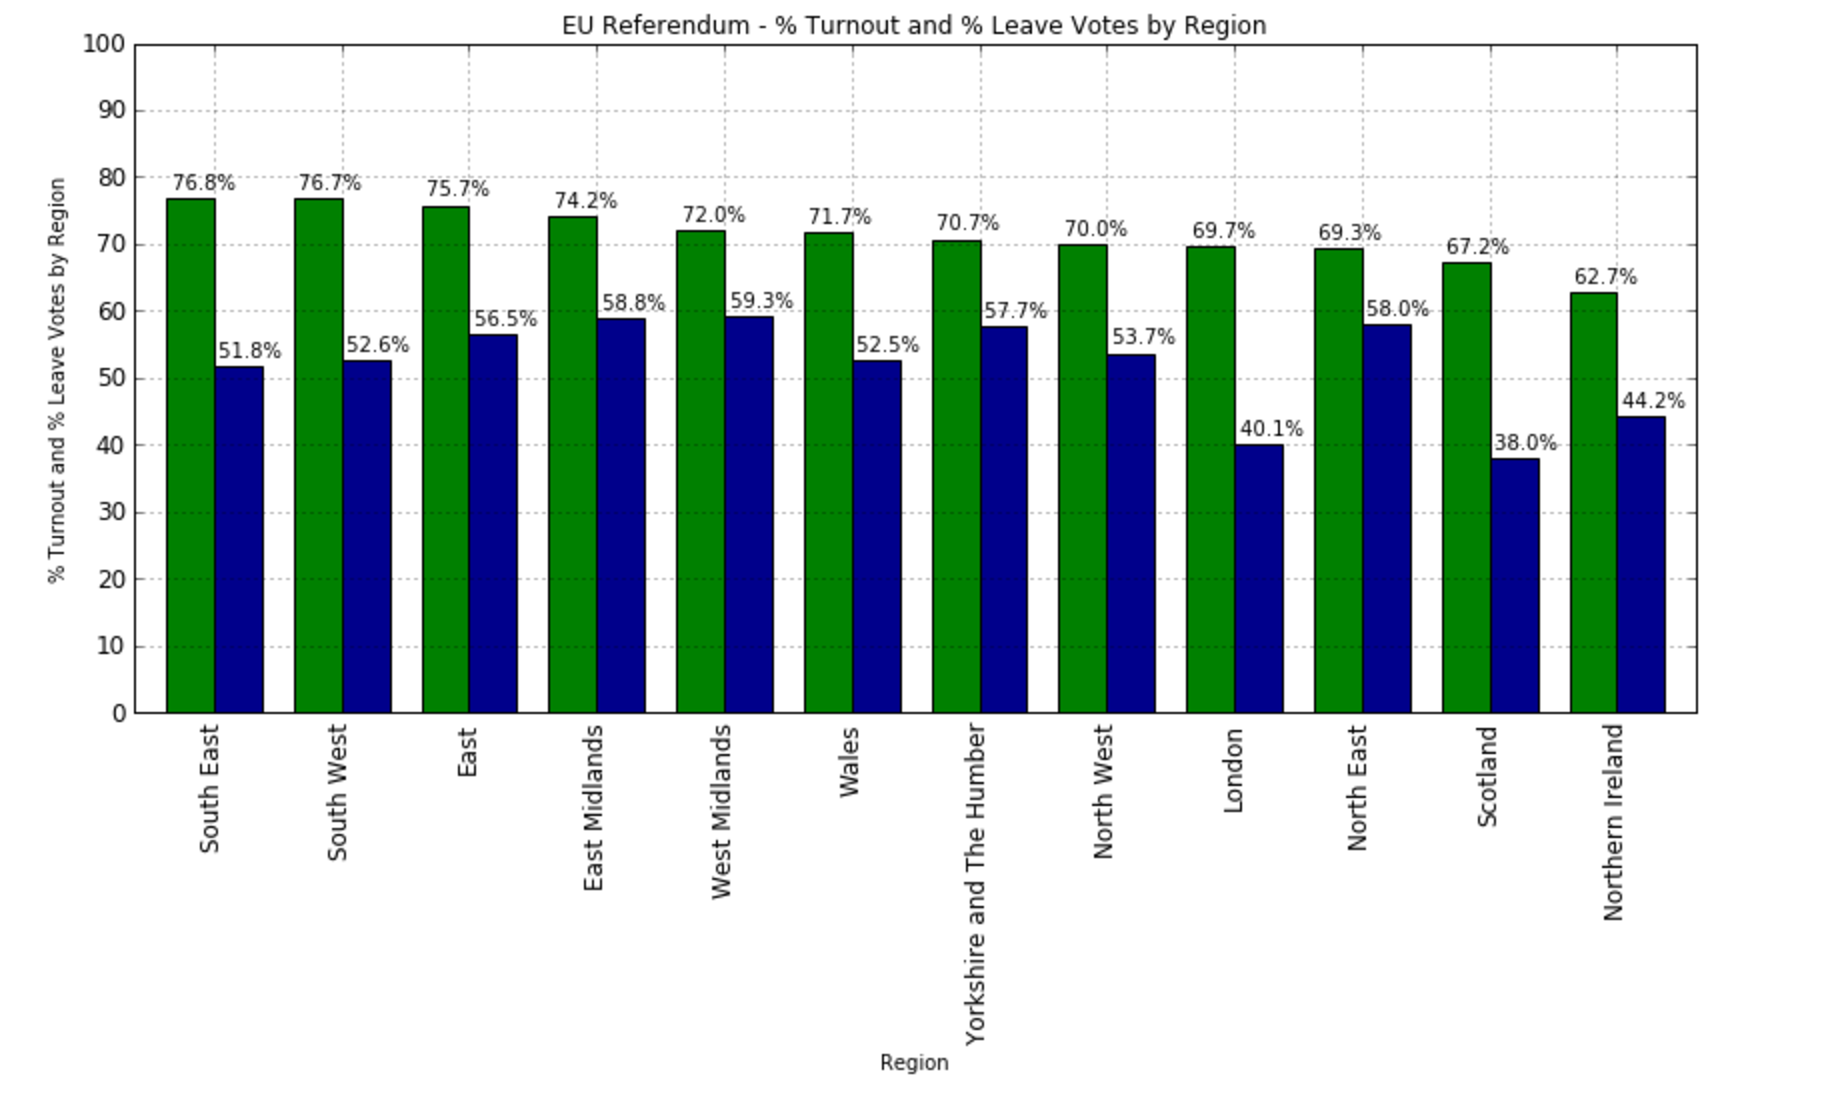 EU Referendum - % Turnout and % Leave Votes by Region
% Turnout and % Leave Votes by Region
100
90
80
70
60
50
40
30
20
10
0
76.8%
51.8%
76.7%
52.6%
75.7%
56.5%
74.2%
58.8%
72.0%
59.3%
71.7%
52.5%
70.7%
57.7%
70.0%
53.7%
69.7%
40.1%
69.3%
58.0%
67.2%
38.0%
62.7%
44.2%
South East
South West
East
East Midlands
West Midlands
Wales
Yorkshire and The Humber
North West
London
North East
Scotland
Northern Ireland
Region